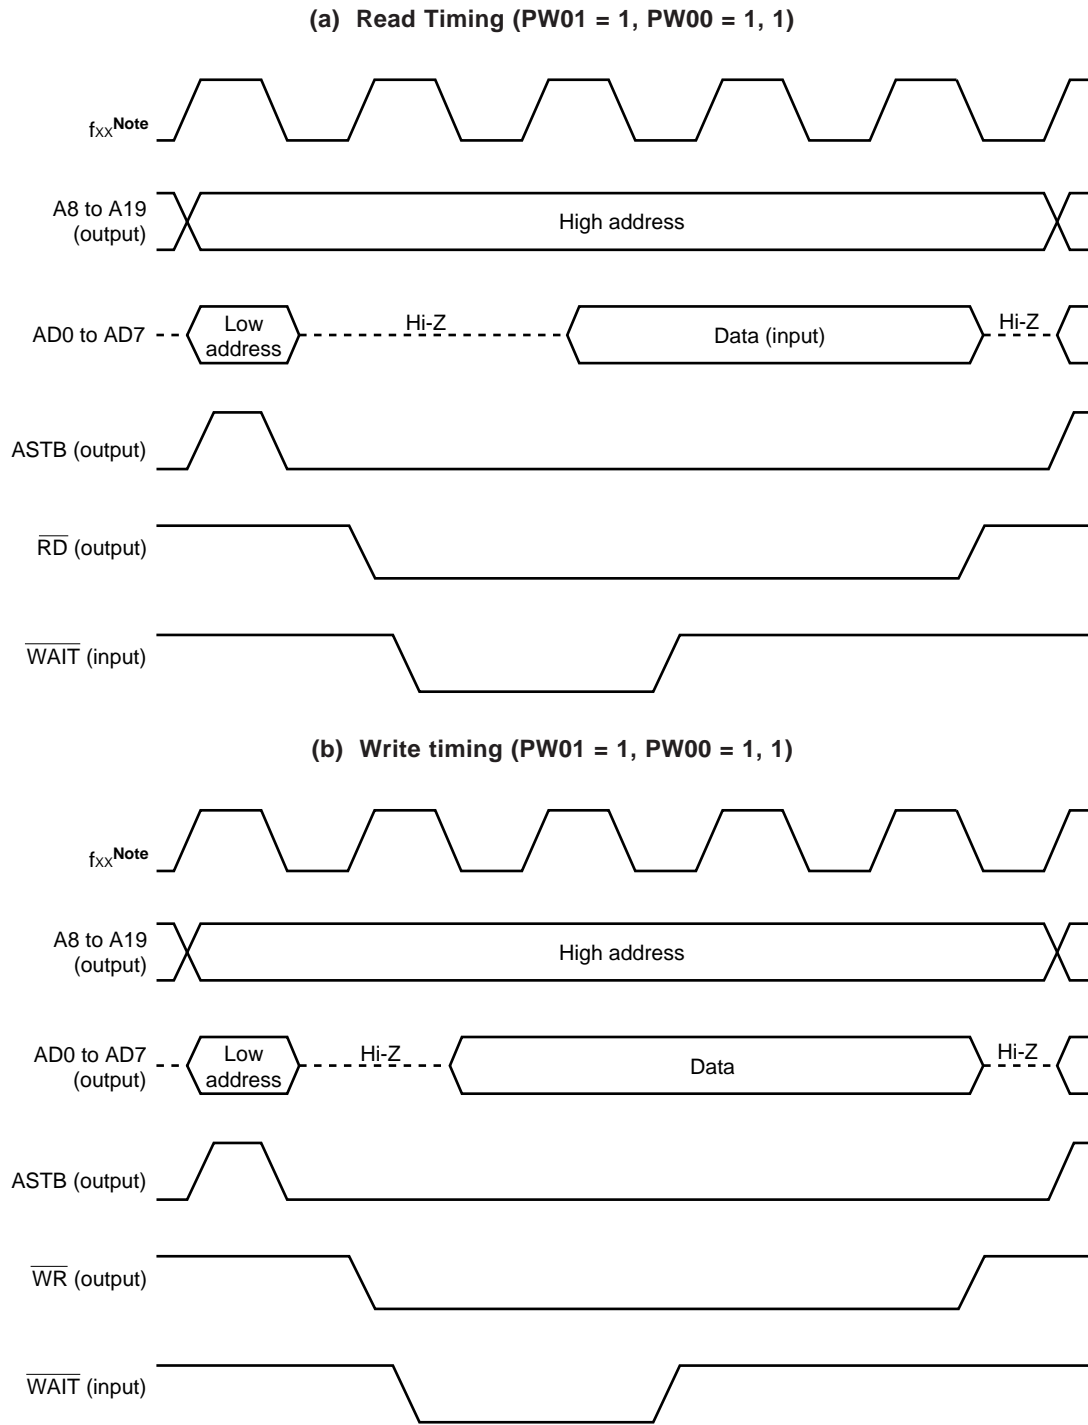 (a) Read Timing (PW01 = 1, PW00 = 1, 1)
fXXNote
A8 to A19
(output)
High address
AD0 to AD7
Low
address
Hi-Z
Data (input)
Hi-Z
ASTB (output)
RD (output)
WAIT (input)
(b) Write timing (PW01 = 1, PW00 = 1, 1)
fXXNote
A8 to A19
(output)
High address
AD0 to AD7
(output)
Low
address
Hi-Z
Data
Hi-Z
ASTB (output)
WR (output)
WAIT (input)